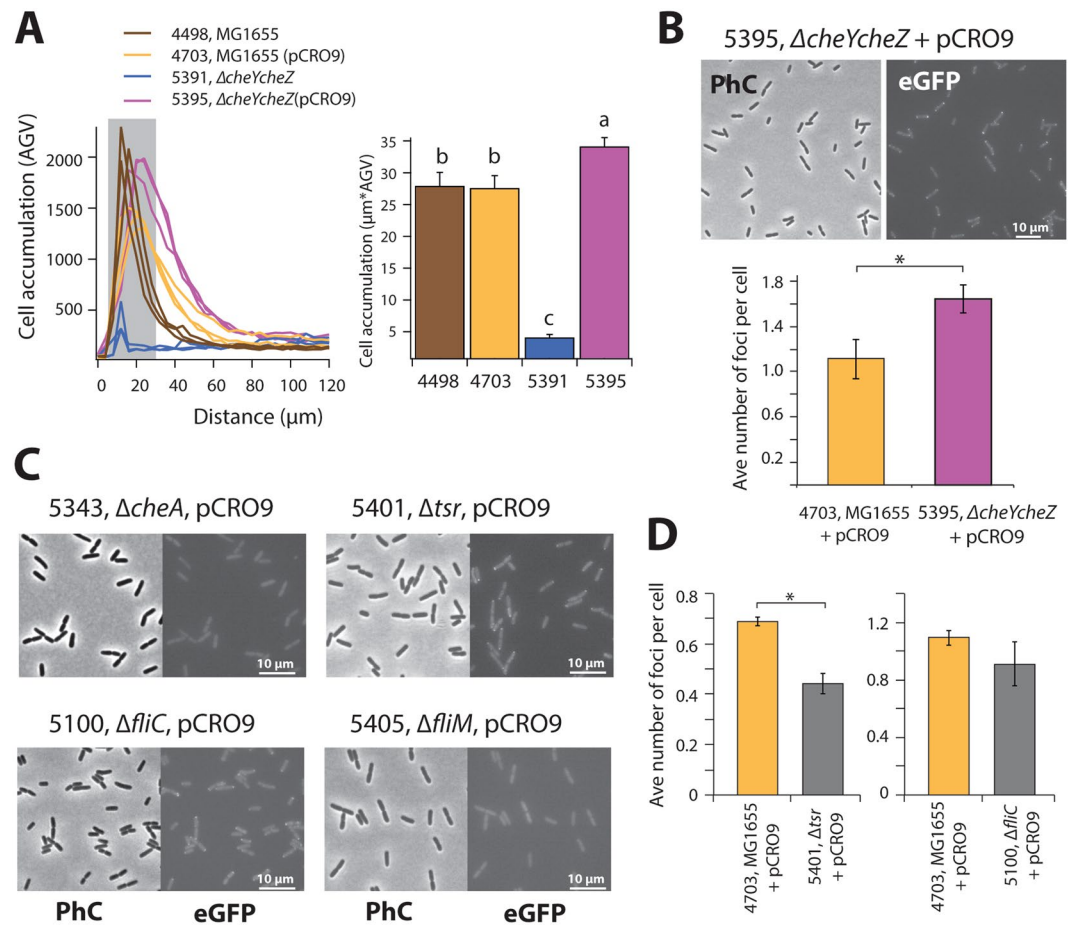 A
4498, MG1655
4703, MG1655 (pCRO9)
5391, ΔcheYcheZ
5395, ΔcheYcheZ(pCRO9)
Cell accumulation (AGV)
2000
1500
1000
500
0 20 40 60 80 100 120
Distance (µm)
Cell accumulation (µm*AGV)
35
30
25
20
15
10
5
b b c a
4498 4703 5391 5395
B
5395, ΔcheYcheZ + pCRO9
PhC
eGFP
10 µm
Ave number of foci per cell
1.8
1.4
1.0
0.6
0.2
*
4703, MG1655
+ pCRO9
5395, ΔcheYcheZ
+ pCRO9
C
5343, ΔcheA, pCRO9
10 µm
5401, Δtsr, pCRO9
10 µm
5100, ΔfliC, pCRO9
10 µm
5405, ΔfliM, pCRO9
10 µm
PhC eGFP PhC eGFP
D
Ave number of foci per cell
0.8
0.6
0.4
0.2
0
*
4703, MG1655
+ pCRO9
5401, Δtsr
+ pCRO9
1.2
0.8
0.4
0
4703, MG1655
+ pCRO9
5100, ΔfliC
+ pCRO9